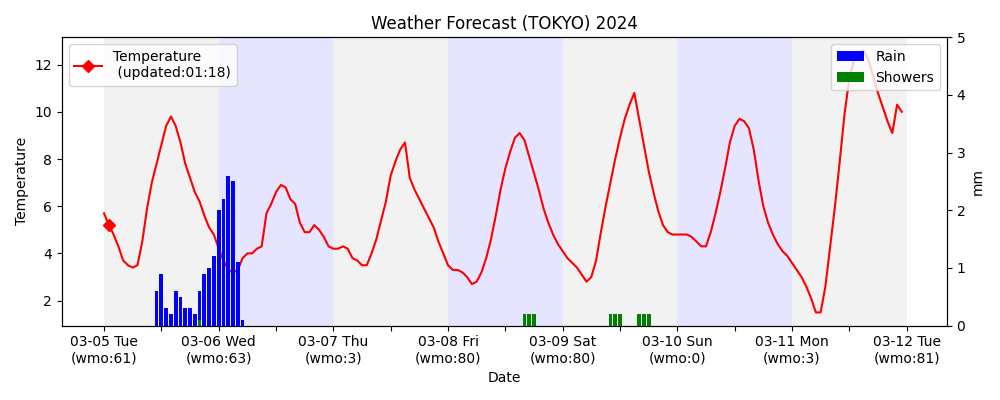 Weather Forecast (TOKYO) 2024
Temperature
(updated:01:18)
Rain
Showers
Temperature
12
10
8
6
4
2
5
4
3
2
1
0
mm
03-05 Tue
(wmo:61)
03-06 Wed
(wmo:63)
03-07 Thu
(wmo:3)
03-08 Fri
(wmo:80)
03-09 Sat
(wmo:80)
03-10 Sun
(wmo:0)
03-11 Mon
(wmo:3)
03-12 Tue
(wmo:81)
Date